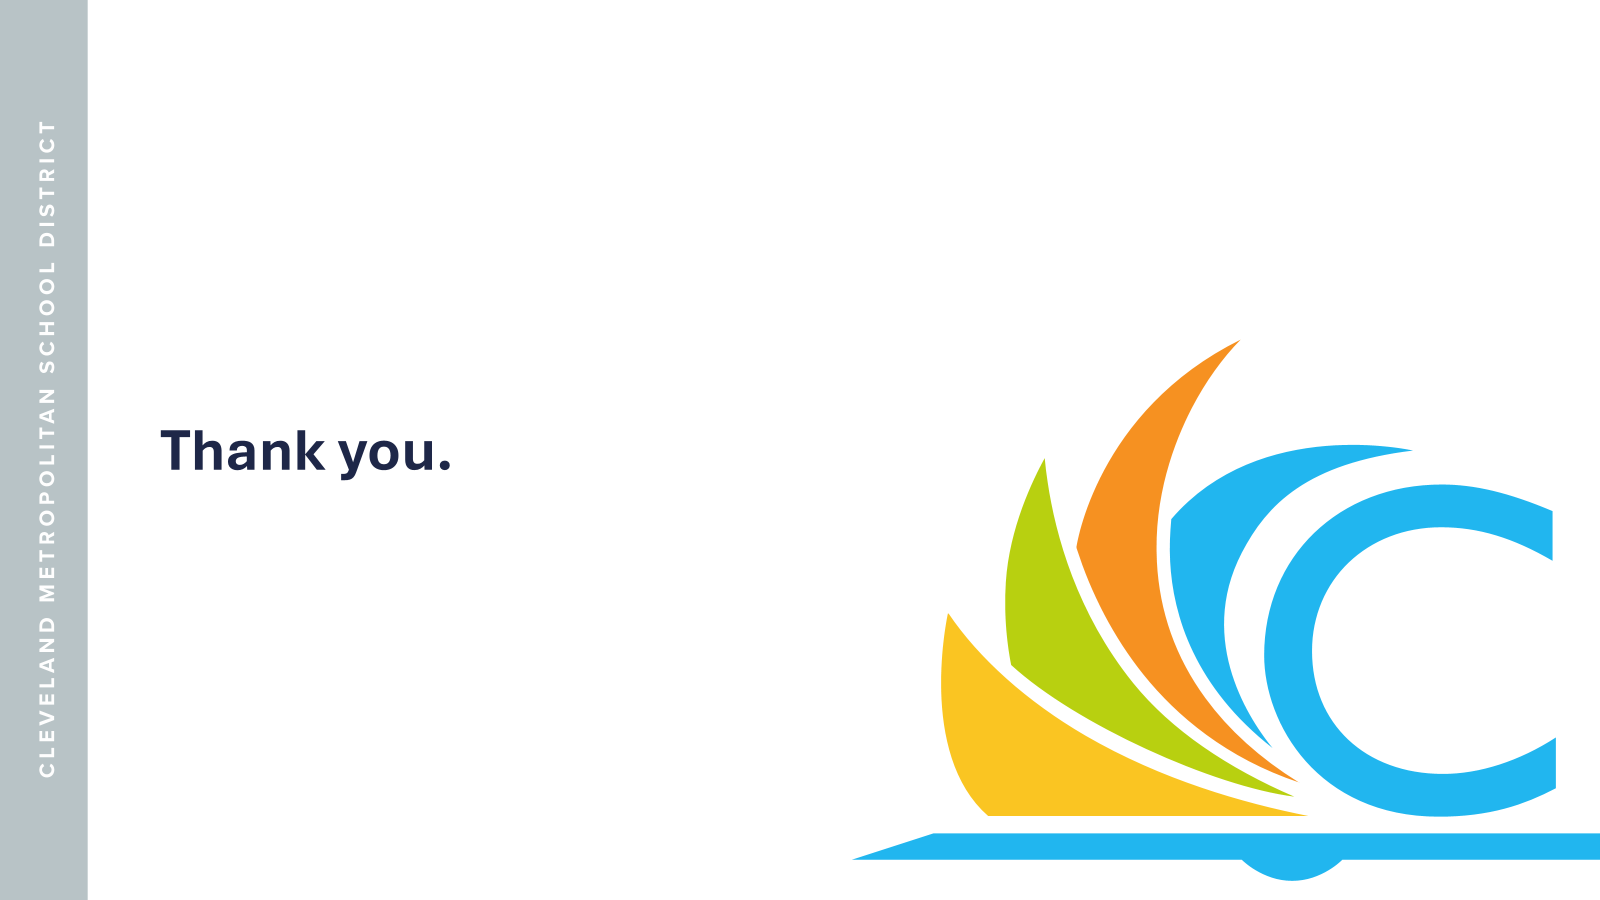 CLEVELAND METROPOLITAN SCHOOL DISTRICT
Thank you.
C